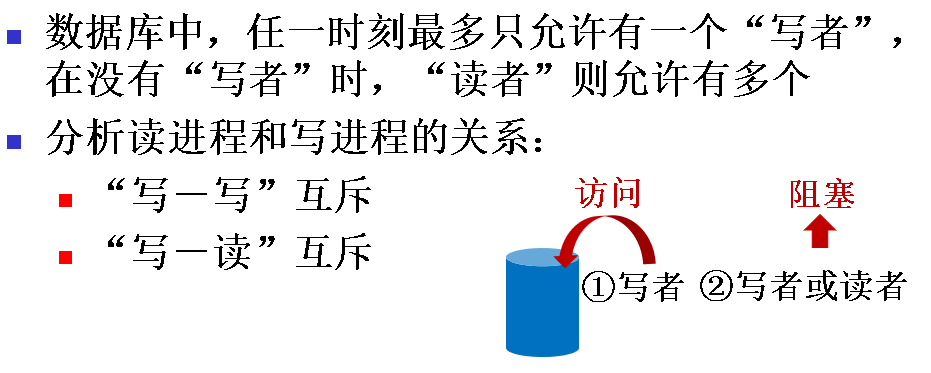 数据库中，任一时刻最多只允许有一个“写者”，
在没有“写者”时，“读者”则允许有多个
分析读进程和写进程的关系：
“写－写”互斥
“写－读”互斥
访问
阻塞
①写者 ②写者或读者